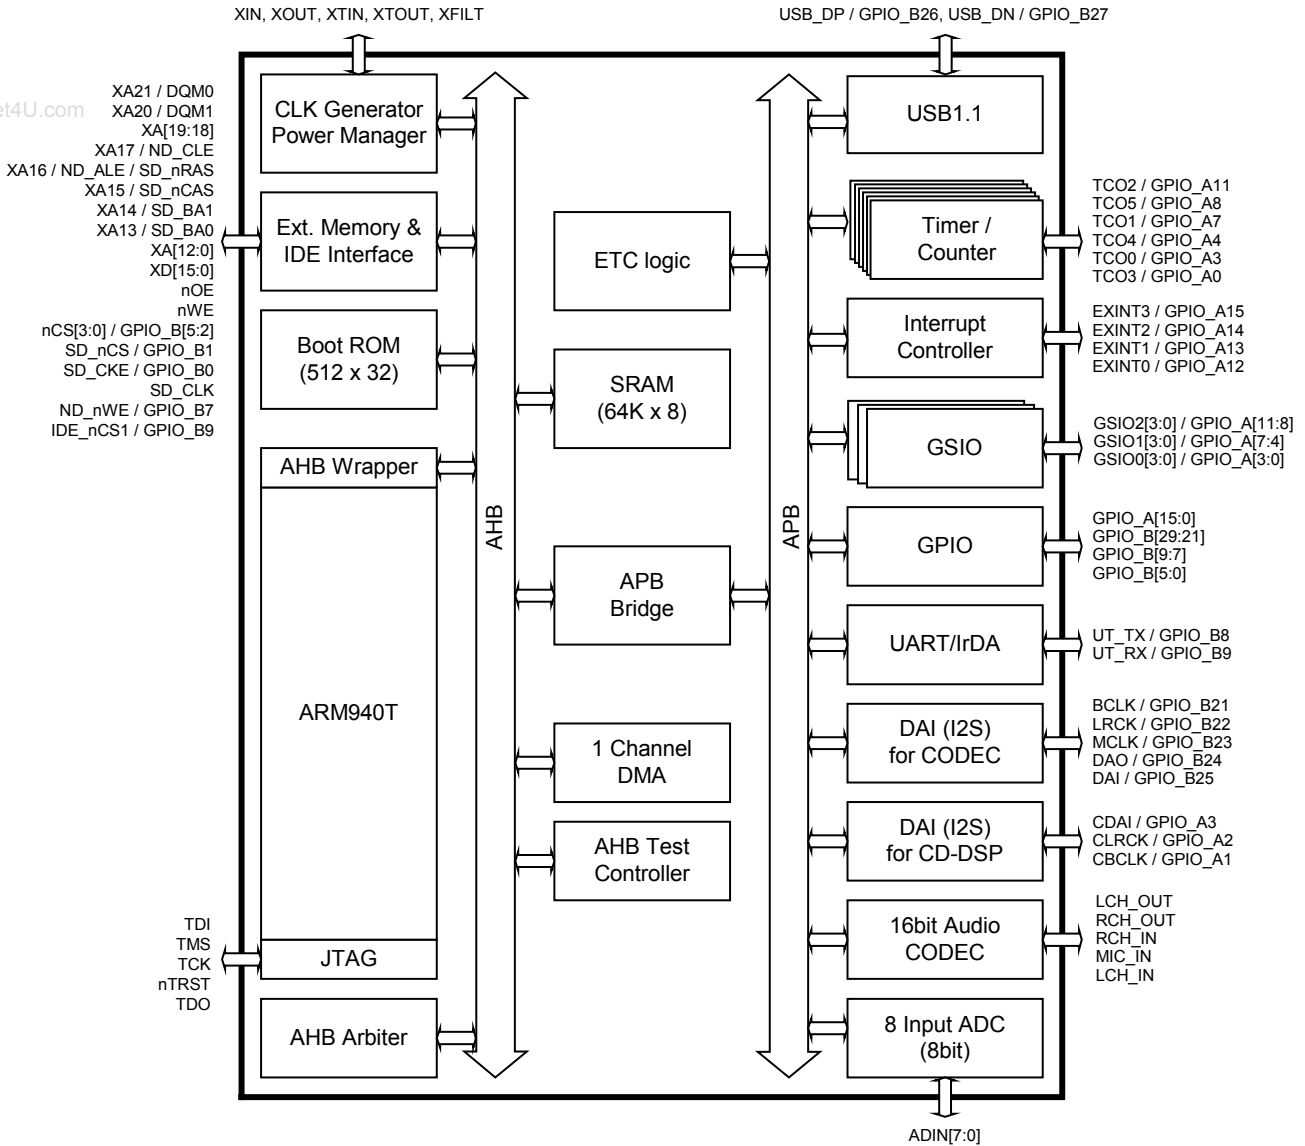 XIN, XOUT, XTIN, XTOUT, XFILT
USB_DP / GPIO_B26, USB_DN / GPIO_B27
et4U.com
XA21 / DQM0
XA20 / DQM1
XA[19:18]
XA17 / ND_CLE
XA16 / ND_ALE / SD_nRAS
XA15 / SD_nCAS
XA14 / SD_BA1
XA13 / SD_BA0
XA[12:0]
XD[15:0]
nOE
nWE
nCS[3:0] / GPIO_B[5:2]
SD_nCS / GPIO_B1
SD_CKE / GPIO_B0
SD_CLK
ND_nWE / GPIO_B7
IDE_nCS1 / GPIO_B9
TDI
TMS
TCK
nTRST
TDO
CLK Generator
Power Manager
Ext. Memory &
IDE Interface
Boot ROM
(512 x 32)
AHB Wrapper
ARM940T
JTAG
AHB Arbiter
AHB
ETC logic
SRAM
(64K x 8)
APB
Bridge
1 Channel
DMA
AHB Test
Controller
APB
USB1.1
Timer /
Counter
Interrupt
Controller
GSIO
GPIO
UART/IrDA
DAI (I2S)
for CODEC
DAI (I2S)
for CD-DSP
16bit Audio
CODEC
8 Input ADC
(8bit)
TCO2 / GPIO_A11
TCO5 / GPIO_A8
TCO1 / GPIO_A7
TCO4 / GPIO_A4
TCO0 / GPIO_A3
TCO3 / GPIO_A0
EXINT3 / GPIO_A15
EXINT2 / GPIO_A14
EXINT1 / GPIO_A13
EXINT0 / GPIO_A12
GSIO2[3:0] / GPIO_A[11:8]
GSIO1[3:0] / GPIO_A[7:4]
GSIO0[3:0] / GPIO_A[3:0]
GPIO_A[15:0]
GPIO_B[29:21]
GPIO_B[9:7]
GPIO_B[5:0]
UT_TX / GPIO_B8
UT_RX / GPIO_B9
BCLK / GPIO_B21
LRCK / GPIO_B22
MCLK / GPIO_B23
DAO / GPIO_B24
DAI / GPIO_B25
CDAI / GPIO_A3
CLRCK / GPIO_A2
CBCLK / GPIO_A1
LCH_OUT
RCH_OUT
RCH_IN
MIC_IN
LCH_IN
ADIN[7:0]